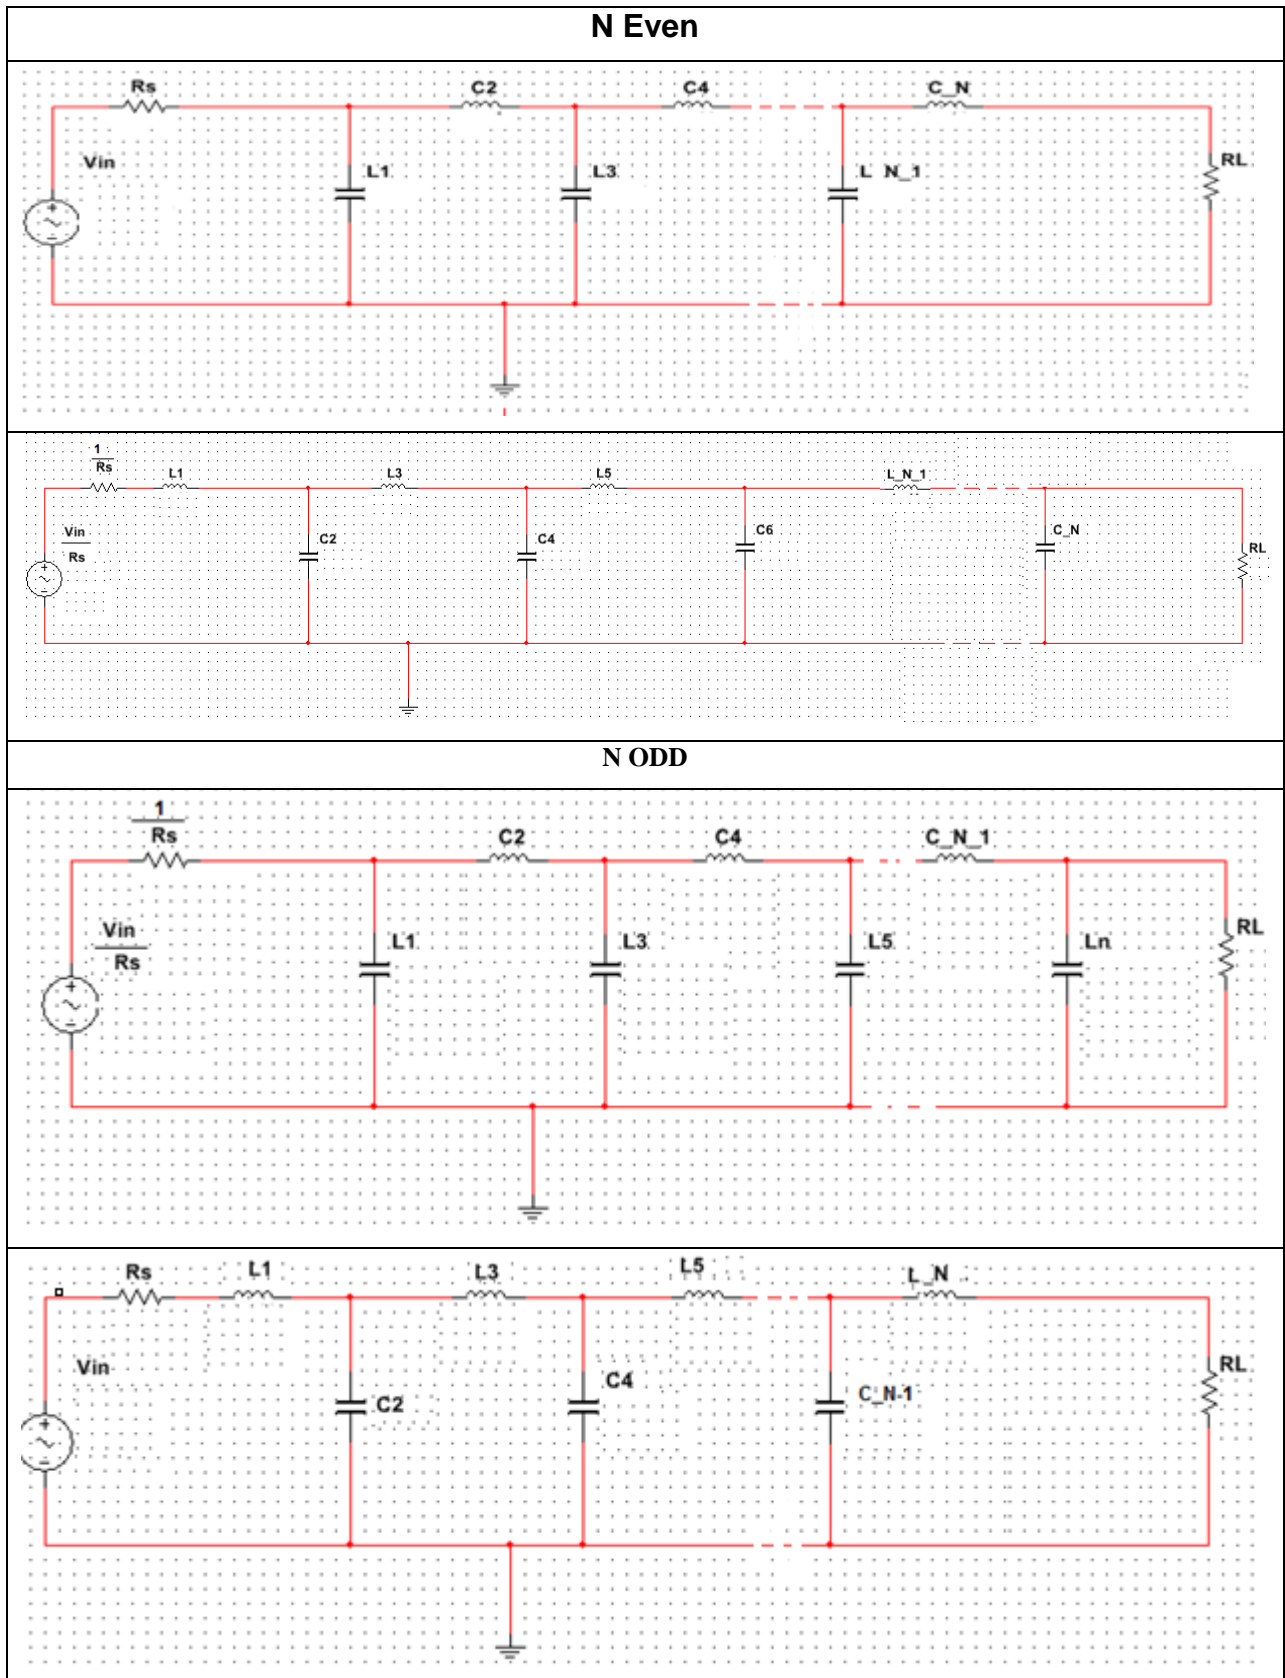 N Even
Rs C2 C4 C_N
Vin L1 L3 L N_1 RL
1
Rs L1 L3 L5 L_N_1
Vin
Rs C2 C4 C6 C_N RL
N ODD
1
Rs C2 C4 C_N_1
Vin
Rs L1 L3 L5 Ln RL
Rs L1 L3 L5 L_N
Vin C2 C4 C_N-1 RL